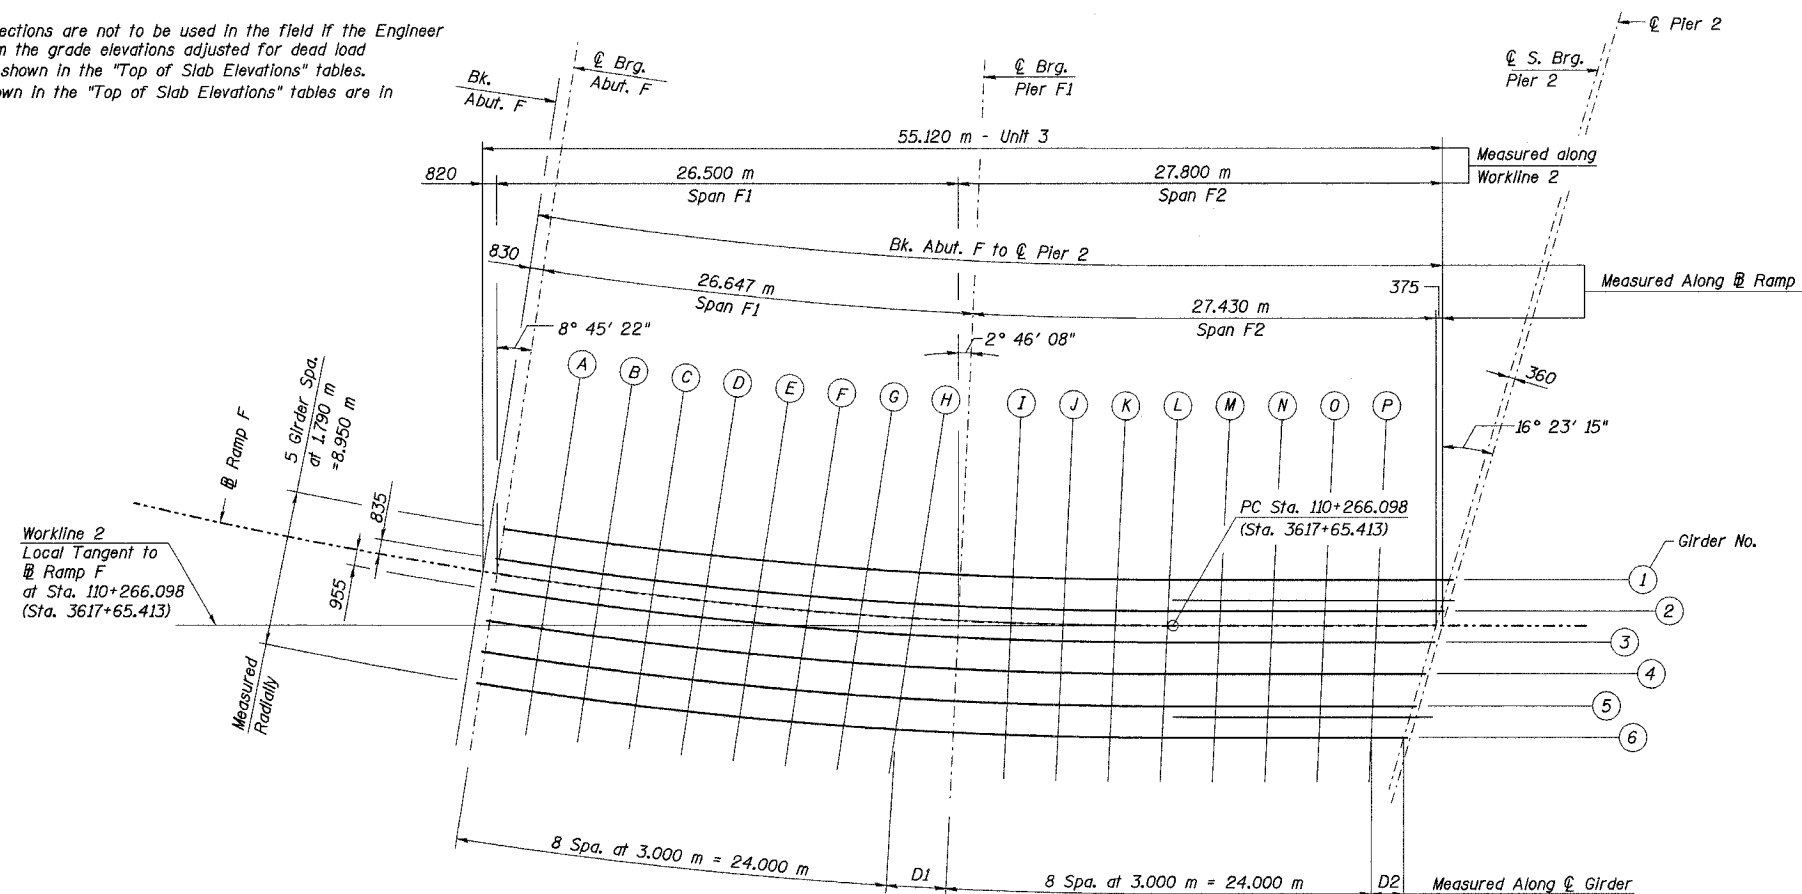 ections are not to be used in the field if the Engineer
m the grade elevations adjusted for dead load
shown in the "Top of Slab Elevations" tables.
own in the "Top of Slab Elevations" tables are in
Bk.
Abut. F
℄ Brg.
Abut. F
℄ Brg.
Pier F1
℄ S. Brg.
Pier 2
℄ Pier 2
55.120 m - Unit 3
Measured along
Workline 2
820
26.500 m
Span F1
27.800 m
Span F2
Bk. Abut. F to ℄ Pier 2
830
26.647 m
Span F1
375
27.430 m
Span F2
Measured Along ℄ Ramp
8° 45' 22"
2° 46' 08"
360
16° 23' 15"
A B C D E F G H I J K L M N O P
5 Girder Spa.
at 1.790 m
=8.950 m
℄ Ramp F
835
955
PC Sta. 110+266.098
(Sta. 3617+65.413)
Workline 2
Local Tangent to
℄ Ramp F
at Sta. 110+266.098
(Sta. 3617+65.413)
Girder No.
1
2
3
4
5
6
Measured
Radially
8 Spa. at 3.000 m = 24.000 m
D1
8 Spa. at 3.000 m = 24.000 m
D2
Measured Along ℄ Girder